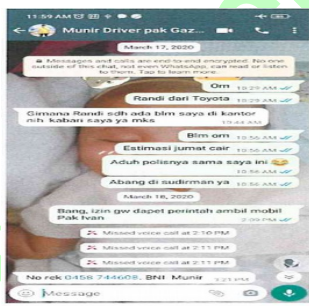 11:59 AM
Munir Driver pak Gaz...
March 17, 2020
Messages and calls are end-to-end encrypted. No one
outside of this chat, not even WhatsApp, can read or listen
to them. Tap to learn more.
Om 10:29 AM
Randi dari Toyota 10:29 AM
Gimana Randi sdh ada blm saya di kantor
nih kabari saya ya mks
10:44 AM
Blm om 10:56 AM
Estimasi jumat cair 10:56 AM
Aduh polisnya sama saya ini
10:56 AM
Abang di sudirman ya 10:56 AM
March 18, 2020
Bang, izin gw dapet perintah ambil mobil
Pak Ivan 2:09 PM
Missed voice call at 2:10 PM
Missed voice call at 2:11 PM
Missed voice call at 2:11 PM
No rek 0458 744608. BNI Munir 3:21 PM
Message